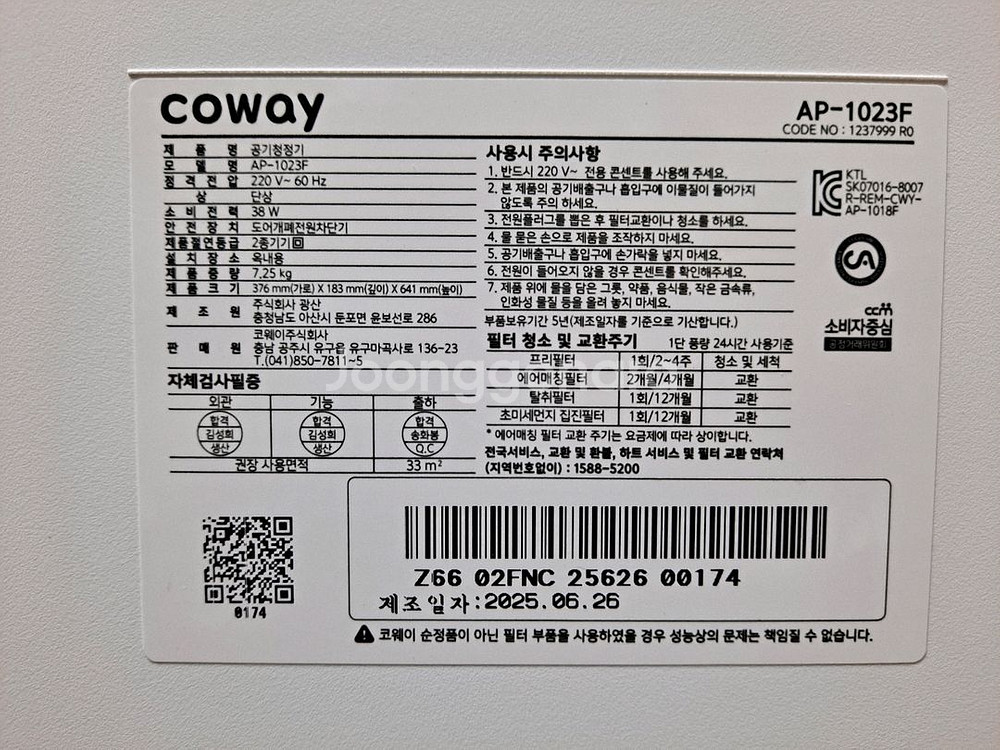 coway
AP-1023F
CODE NO : 1237999 R0
제 품 명 공기청정기
모 델 명 AP-1023F
정 격 전 압 220 V~ 60 Hz
상 단상
소 비 전 력 38 W
안 전 장 치 도어개폐전원차단기
제품절연등급 2종기기
설 치 장 소 옥내용
제 품 중 량 7.25 kg
제 품 크 기 376 mm(가로) X 183 mm(깊이) X 641 mm(높이)
제 조 원 주식회사 광산
충청남도 아산시 둔포면 윤보선로 286
판 매 원 코웨이주식회사
충남 공주시 유구읍 유구마곡사로 136-23
T.(041)850-7811~5
자체검사필증
외관 기능 출하
합격 합격 합격
김성희 김성희 송화봉
생산 생산 Q.C
권장 사용면적 33 m²
사용시 주의사항
1. 반드시 220 V~ 전용 콘센트를 사용해 주세요.
2. 본 제품의 공기배출구나 흡입구에 이물질이 들어가지
않도록 주의 하세요.
3. 전원플러그를 뽑은 후 필터교환이나 청소를 하세요.
4. 물 묻은 손으로 제품을 조작하지 마세요.
5. 공기배출구나 흡입구에 손가락을 넣지 마세요.
6. 전원이 들어오지 않을 경우 콘센트를 확인해주세요.
7. 제품 위에 물을 담은 그릇, 약품, 음식물, 작은 금속류,
인화성 물질 등을 올려 놓지 마세요.
부품보유기간 5년(제조일자를 기준으로 기산합니다.)
필터 청소 및 교환주기 1단 풍량 24시간 사용기준
프리필터 1회/2~4주 청소 및 세척
에어매칭필터 2개월/4개월 교환
탈취필터 1회/12개월 교환
초미세먼지 집진필터 1회/12개월 교환
* 에어매칭 필터 교환 주기는 요금제에 따라 상이합니다.
전국서비스, 교환 및 환불, 하트 서비스 및 필터 교환 연락처
(지역번호없이) : 1588-5200
KTL
SK07016-8007
R-REM-CWY-
AP-1018F
ccm
소비자중심
공정거래위원회
Joonggonara
0174
Z66 02FNC 25626 00174
제조일자:2025.06.26
코웨이 순정품이 아닌 필터 부품을 사용하였을 경우 성능상의 문제는 책임질 수 없습니다.